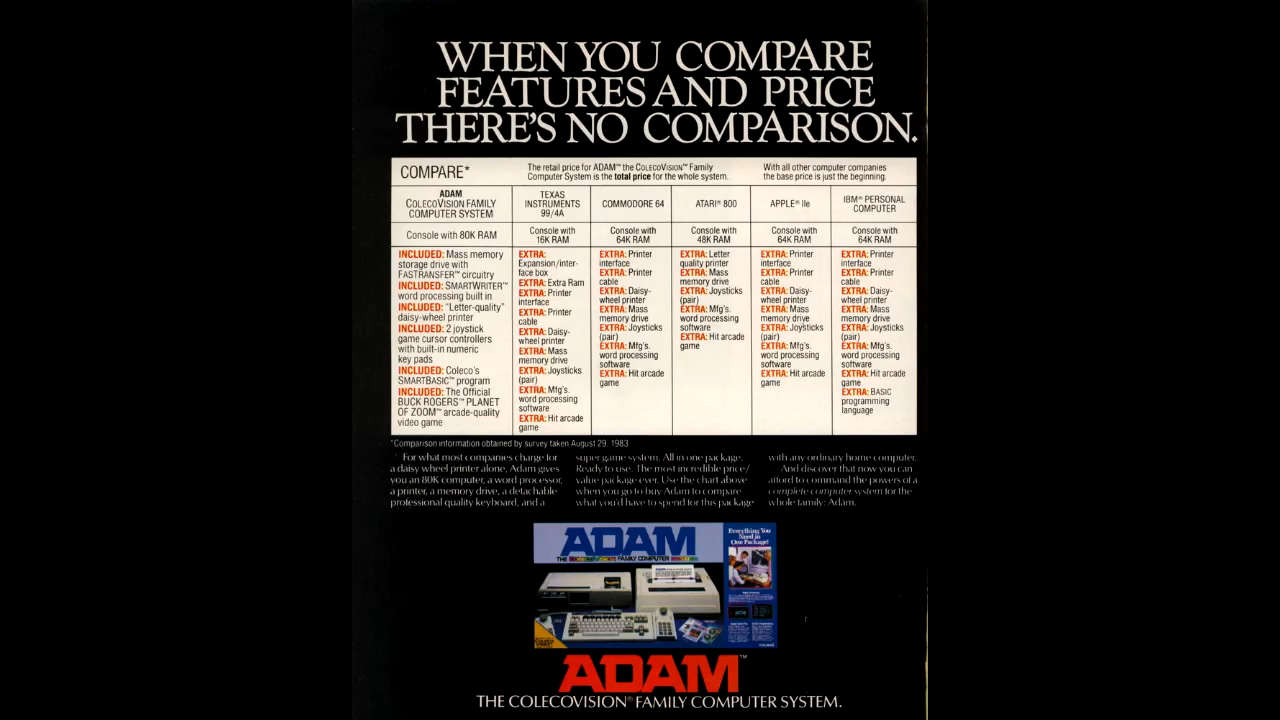 WHEN YOU COMPARE
FEATURES AND PRICE
THERE'S NO COMPARISON.
COMPARE*
The retail price for ADAM™ the COLECOVISION™ Family
Computer System is the total price for the whole system.
With all other computer companies
the base price is just the beginning.
ADAM
COLECOVISION FAMILY
COMPUTER SYSTEM
TEXAS
INSTRUMENTS
99/4A
COMMODORE 64
ATARI® 800
APPLE® IIe
IBM® PERSONAL
COMPUTER
Console with 80K RAM
Console with
16K RAM
Console with
64K RAM
Console with
48K RAM
Console with
64K RAM
Console with
64K RAM
INCLUDED: Mass memory
storage drive with
FASTRANSFER™ circuitry
INCLUDED: SMARTWRITER™
word processing built in
INCLUDED: "Letter-quality"
daisy-wheel printer
INCLUDED: 2 joystick
game cursor controllers
with built-in numeric
key pads
INCLUDED: Coleco's
SMARTBASIC™ program
INCLUDED: The Official
BUCK ROGERS™ PLANET
OF ZOOM™ arcade-quality
video game
EXTRA:
Expansion/inter-
face box
EXTRA: Extra Ram
EXTRA: Printer
interface
EXTRA: Printer
cable
EXTRA: Daisy-
wheel printer
EXTRA: Mass
memory drive
EXTRA: Joysticks
(pair)
EXTRA: Mfg's.
word processing
software
EXTRA: Hit arcade
game
EXTRA: Printer
interface
EXTRA: Printer
cable
EXTRA: Daisy-
wheel printer
EXTRA: Mass
memory drive
EXTRA: Joysticks
(pair)
EXTRA: Mfg's.
word processing
software
EXTRA: Hit arcade
game
EXTRA: Letter
quality printer
EXTRA: Mass
memory drive
EXTRA: Joysticks
(pair)
EXTRA: Mfg's.
word processing
software
EXTRA: Hit arcade
game
EXTRA: Printer
interface
EXTRA: Printer
cable
EXTRA: Daisy-
wheel printer
EXTRA: Mass
memory drive
EXTRA: Joysticks
(pair)
EXTRA: Mfg's.
word processing
software
EXTRA: Hit arcade
game
EXTRA: Printer
interface
EXTRA: Printer
cable
EXTRA: Daisy-
wheel printer
EXTRA: Mass
memory drive
EXTRA: Joysticks
(pair)
EXTRA: Mfg's.
word processing
software
EXTRA: Hit arcade
game
EXTRA: BASIC
programming
language
*Comparison information obtained by survey taken August 29, 1983
For what most companies charge for
a daisy wheel printer alone, Adam gives
you an 80K computer, a word processor,
a printer, a memory drive, a detachable
professional quality keyboard, and a
super game system. All in one package.
Ready to use. The most incredible price/
value package ever. Use the chart above
when you go to buy Adam to compare
what you'd have to spend for this package
with any ordinary home computer.
And discover that now you can
afford to command the powers of a
complete computer system for the
whole family: Adam.
ADAM
THE COLECOVISION FAMILY COMPUTER SYSTEM
Everything You
Need in
One Package!
ADAM™
THE COLECOVISION® FAMILY COMPUTER SYSTEM.